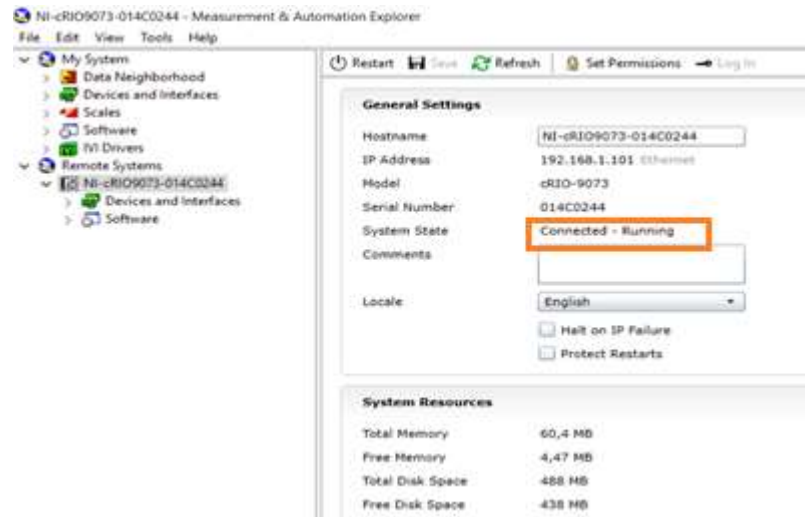 NI-cRIO9073-014C0244 - Measurement & Automation Explorer
File Edit View Tools Help
My System
Data Neighborhood
Devices and Interfaces
Scales
Software
IVI Drivers
Remote Systems
NI-cRIO9073-014C0244
Devices and Interfaces
Software
Restart Save Refresh Set Permissions Log In
General Settings
Hostname NI-cRIO9073-014C0244
IP Address 192.168.1.101 Ethernet
Model cRIO-9073
Serial Number 014C0244
System State Connected - Running
Comments
Locale English
Halt on IP Failure
Protect Restarts
System Resources
Total Memory 60,4 MB
Free Memory 4,47 MB
Total Disk Space 488 MB
Free Disk Space 438 MB